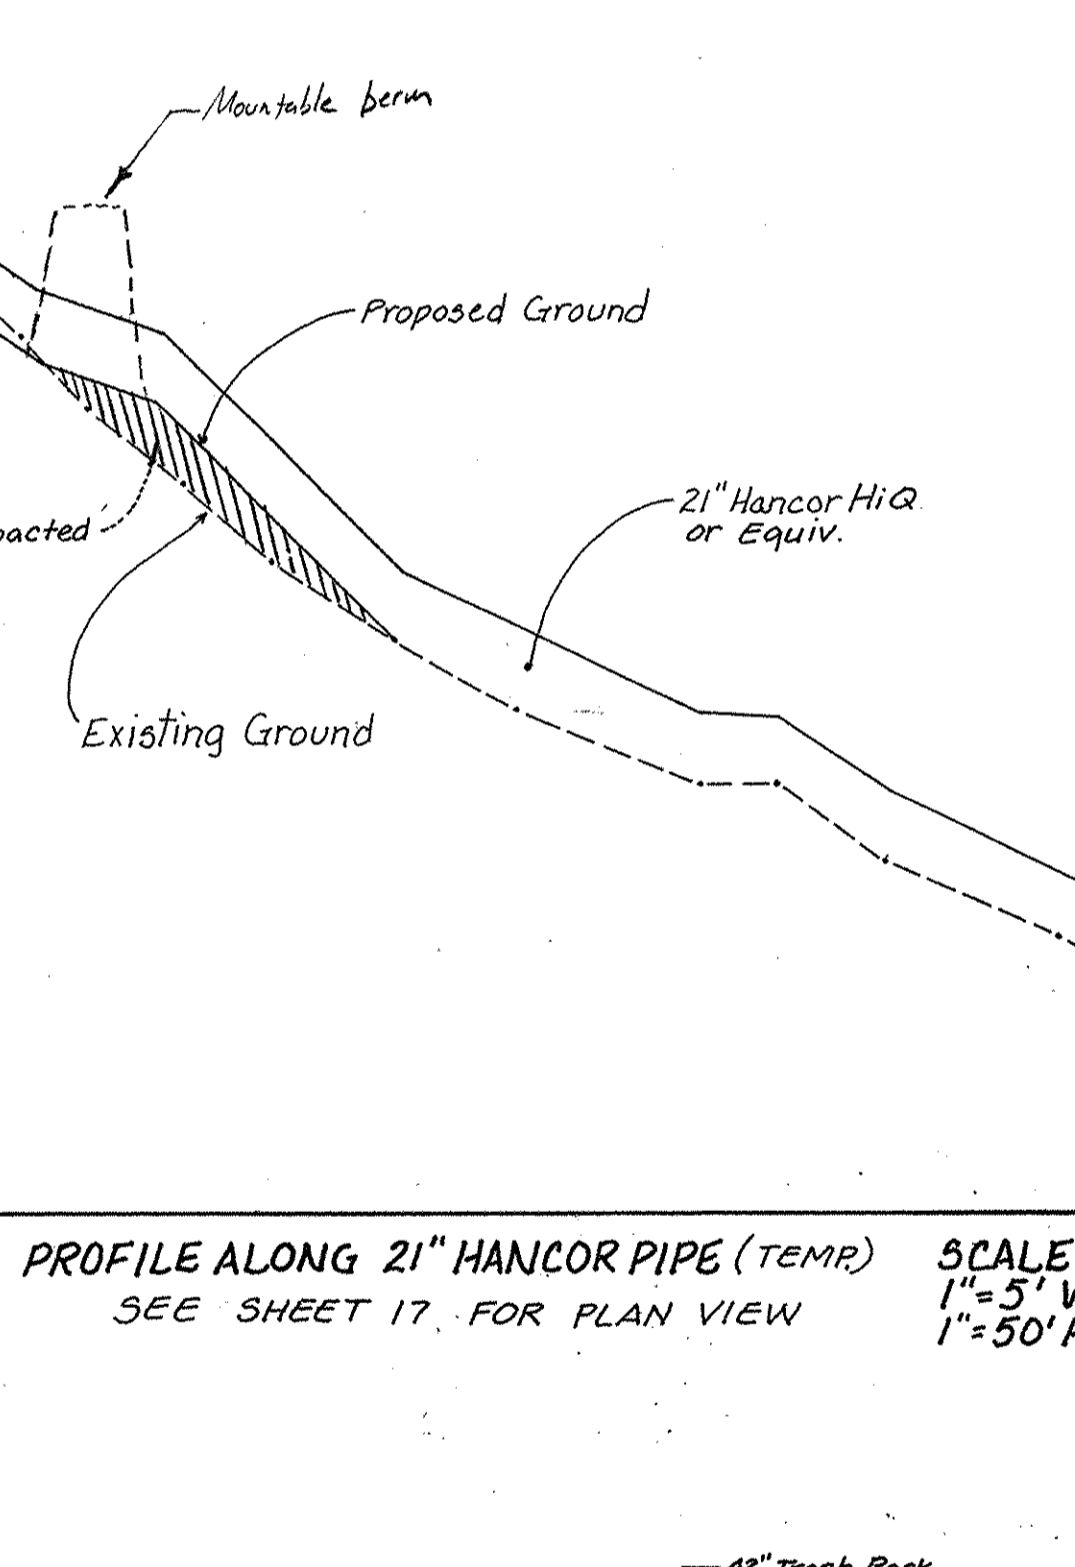 Mountable berm
Proposed Ground
21" Hancor HiQ
or Equiv.
pacted
Existing Ground
PROFILE ALONG 21" HANCOR PIPE (TEMP.)
SEE SHEET 17 FOR PLAN VIEW
SCALE
1"=5' V
1"=50' H